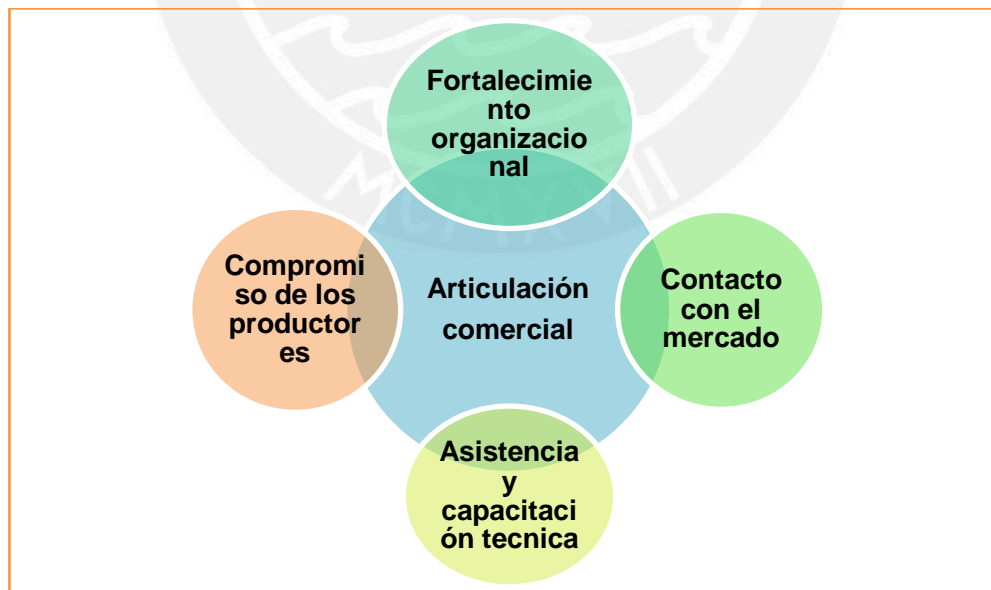 Fortalecimie
nto
organizacio
nal
MCMXVII
Compromi
so de los
productor
es
Articulación
comercial
Contacto
con el
mercado
Asistencia
y
capacitaci
ón tecnica